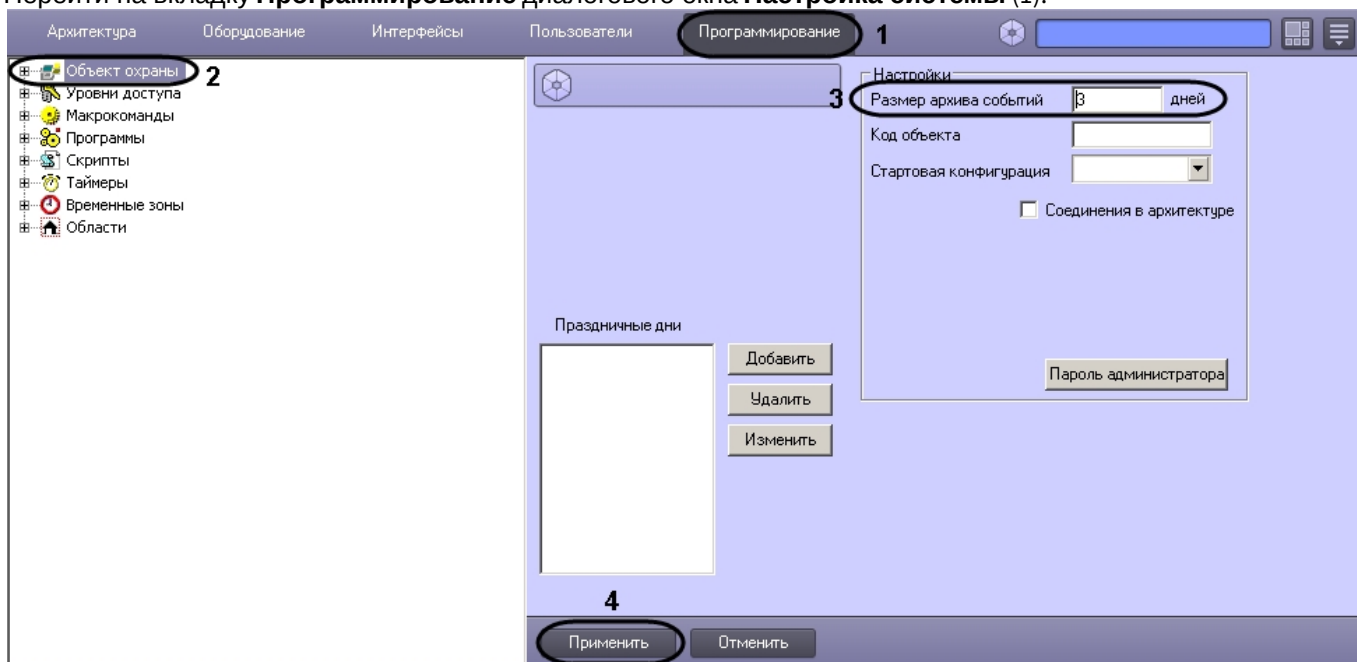 Перейти на вкладку Программирование диалогового окна Настройка системы (1).
Архитектура Оборудование Интерфейсы Пользователи Программирование 1
Объект охраны 2
Уровни доступа
Макрокоманды
Программы
Скрипты
Таймеры
Временные зоны
Области
Настройки
3 Размер архива событий 3 дней
Код объекта
Стартовая конфигурация
Соединения в архитектуре
Пароль администратора
Праздничные дни
Добавить
Удалить
Изменить
4
Применить Отменить